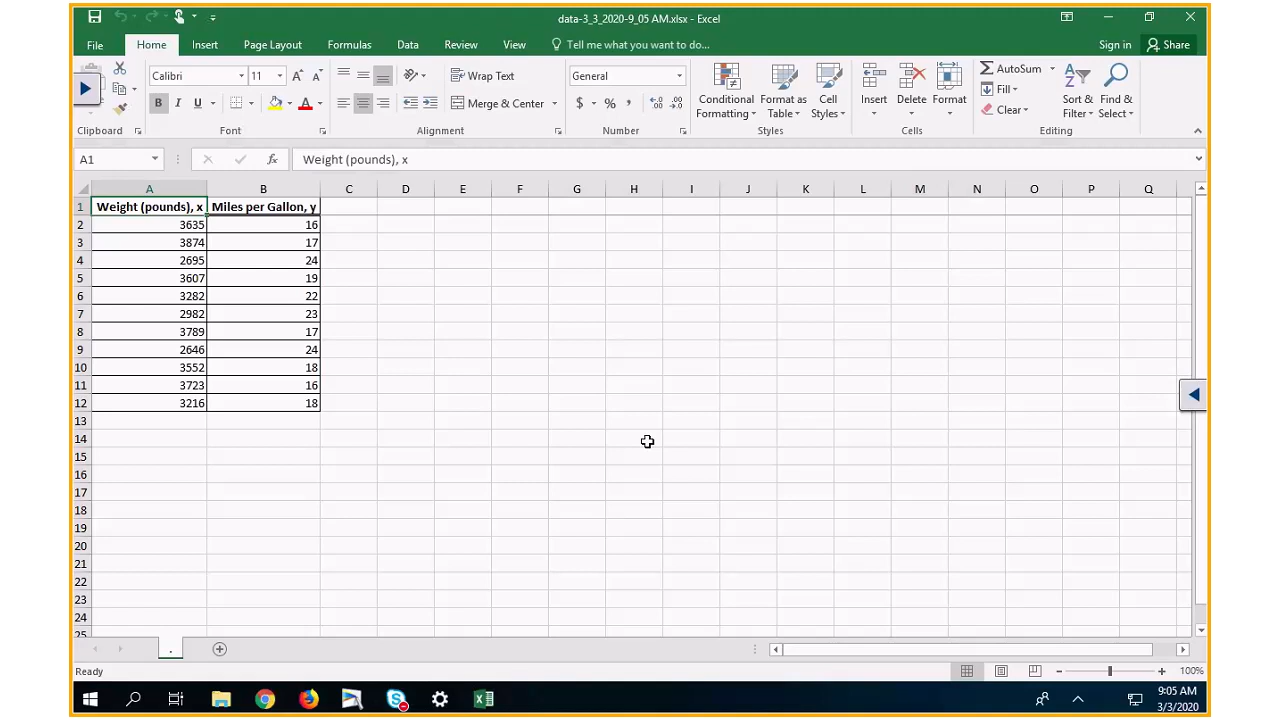 data-3_3_2020-9_05 AM.xlsx - Excel
File Home Insert Page Layout Formulas Data Review View Tell me what you want to do... Sign in Share
Calibri 11 Wrap Text General AutoSum
Fill
B I U A Merge & Center $ % , Conditional Formatting Format as Table Cell Styles Insert Delete Format Clear Sort & Filter Find & Select
Clipboard Font Alignment Number Styles Cells Editing
A1 fx Weight (pounds), x
A B C D E F G H I J K L M N O P Q
1 Weight (pounds), x Miles per Gallon, y
2 3635 16
3 3874 17
4 2695 24
5 3607 19
6 3282 22
7 2982 23
8 3789 17
9 2646 24
10 3552 18
11 3723 16
12 3216 18
13
14
15
16
17
18
19
20
21
22
23
24
25
.
Ready 100%
9:05 AM
3/3/2020